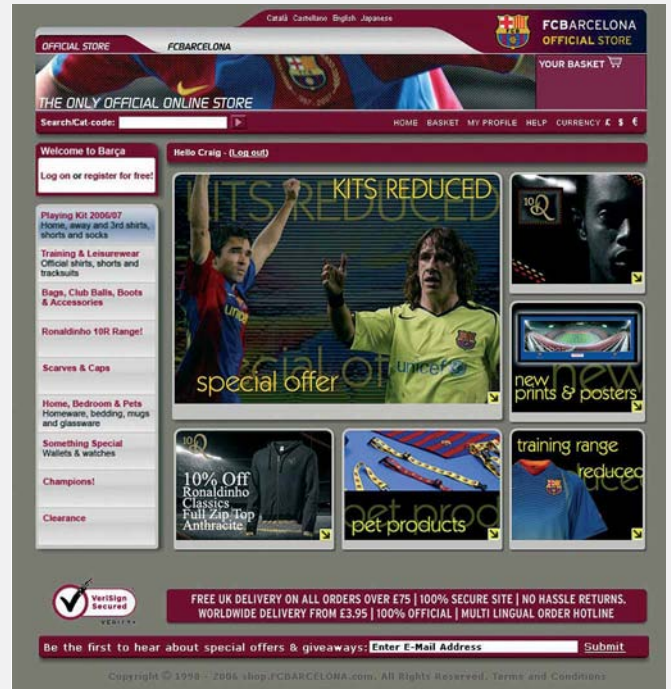 Català Castellano English Japanese
FCBARCELONA
OFFICIAL STORE
OFFICIAL STORE
FCBARCELONA
YOUR BASKET
THE ONLY OFFICIAL ONLINE STORE
Search/Cat-code:
HOME BASKET MY PROFILE HELP CURRENCY £ $ €
Welcome to Barça
Hello Craig - (Log out)
Log on or register for free!
KITS REDUCED
KITS REDUCED
special offer
unicef
10R
Playing Kit 2006/07
Home, away and 3rd shirts,
shorts and socks
Training & Leisurewear
Official shirts, shorts and
tracksuits
Bags, Club Balls, Boots
& Accessories
Ronaldinho 10R Range!
Scarves & Caps
Home, Bedroom & Pets
Homeware, bedding, mugs
and glassware
Something Special
Wallets & watches
Champions!
Clearance
new
new
prints & posters
10R
10% Off
Ronaldinho
Classics
Full Zip Top
Anthracite
pet products
training range
reduced
VeriSign
Secured
VERIFY
FREE UK DELIVERY ON ALL ORDERS OVER £75 | 100% SECURE SITE | NO HASSLE RETURNS.
WORLDWIDE DELIVERY FROM £3.95 | 100% OFFICIAL | MULTI LINGUAL ORDER HOTLINE
Be the first to hear about special offers & giveaways: Enter E-Mail Address Submit
Copyright © 1998 - 2006 shop.FCBARCELONA.com. All Rights Reserved. Terms and Conditions